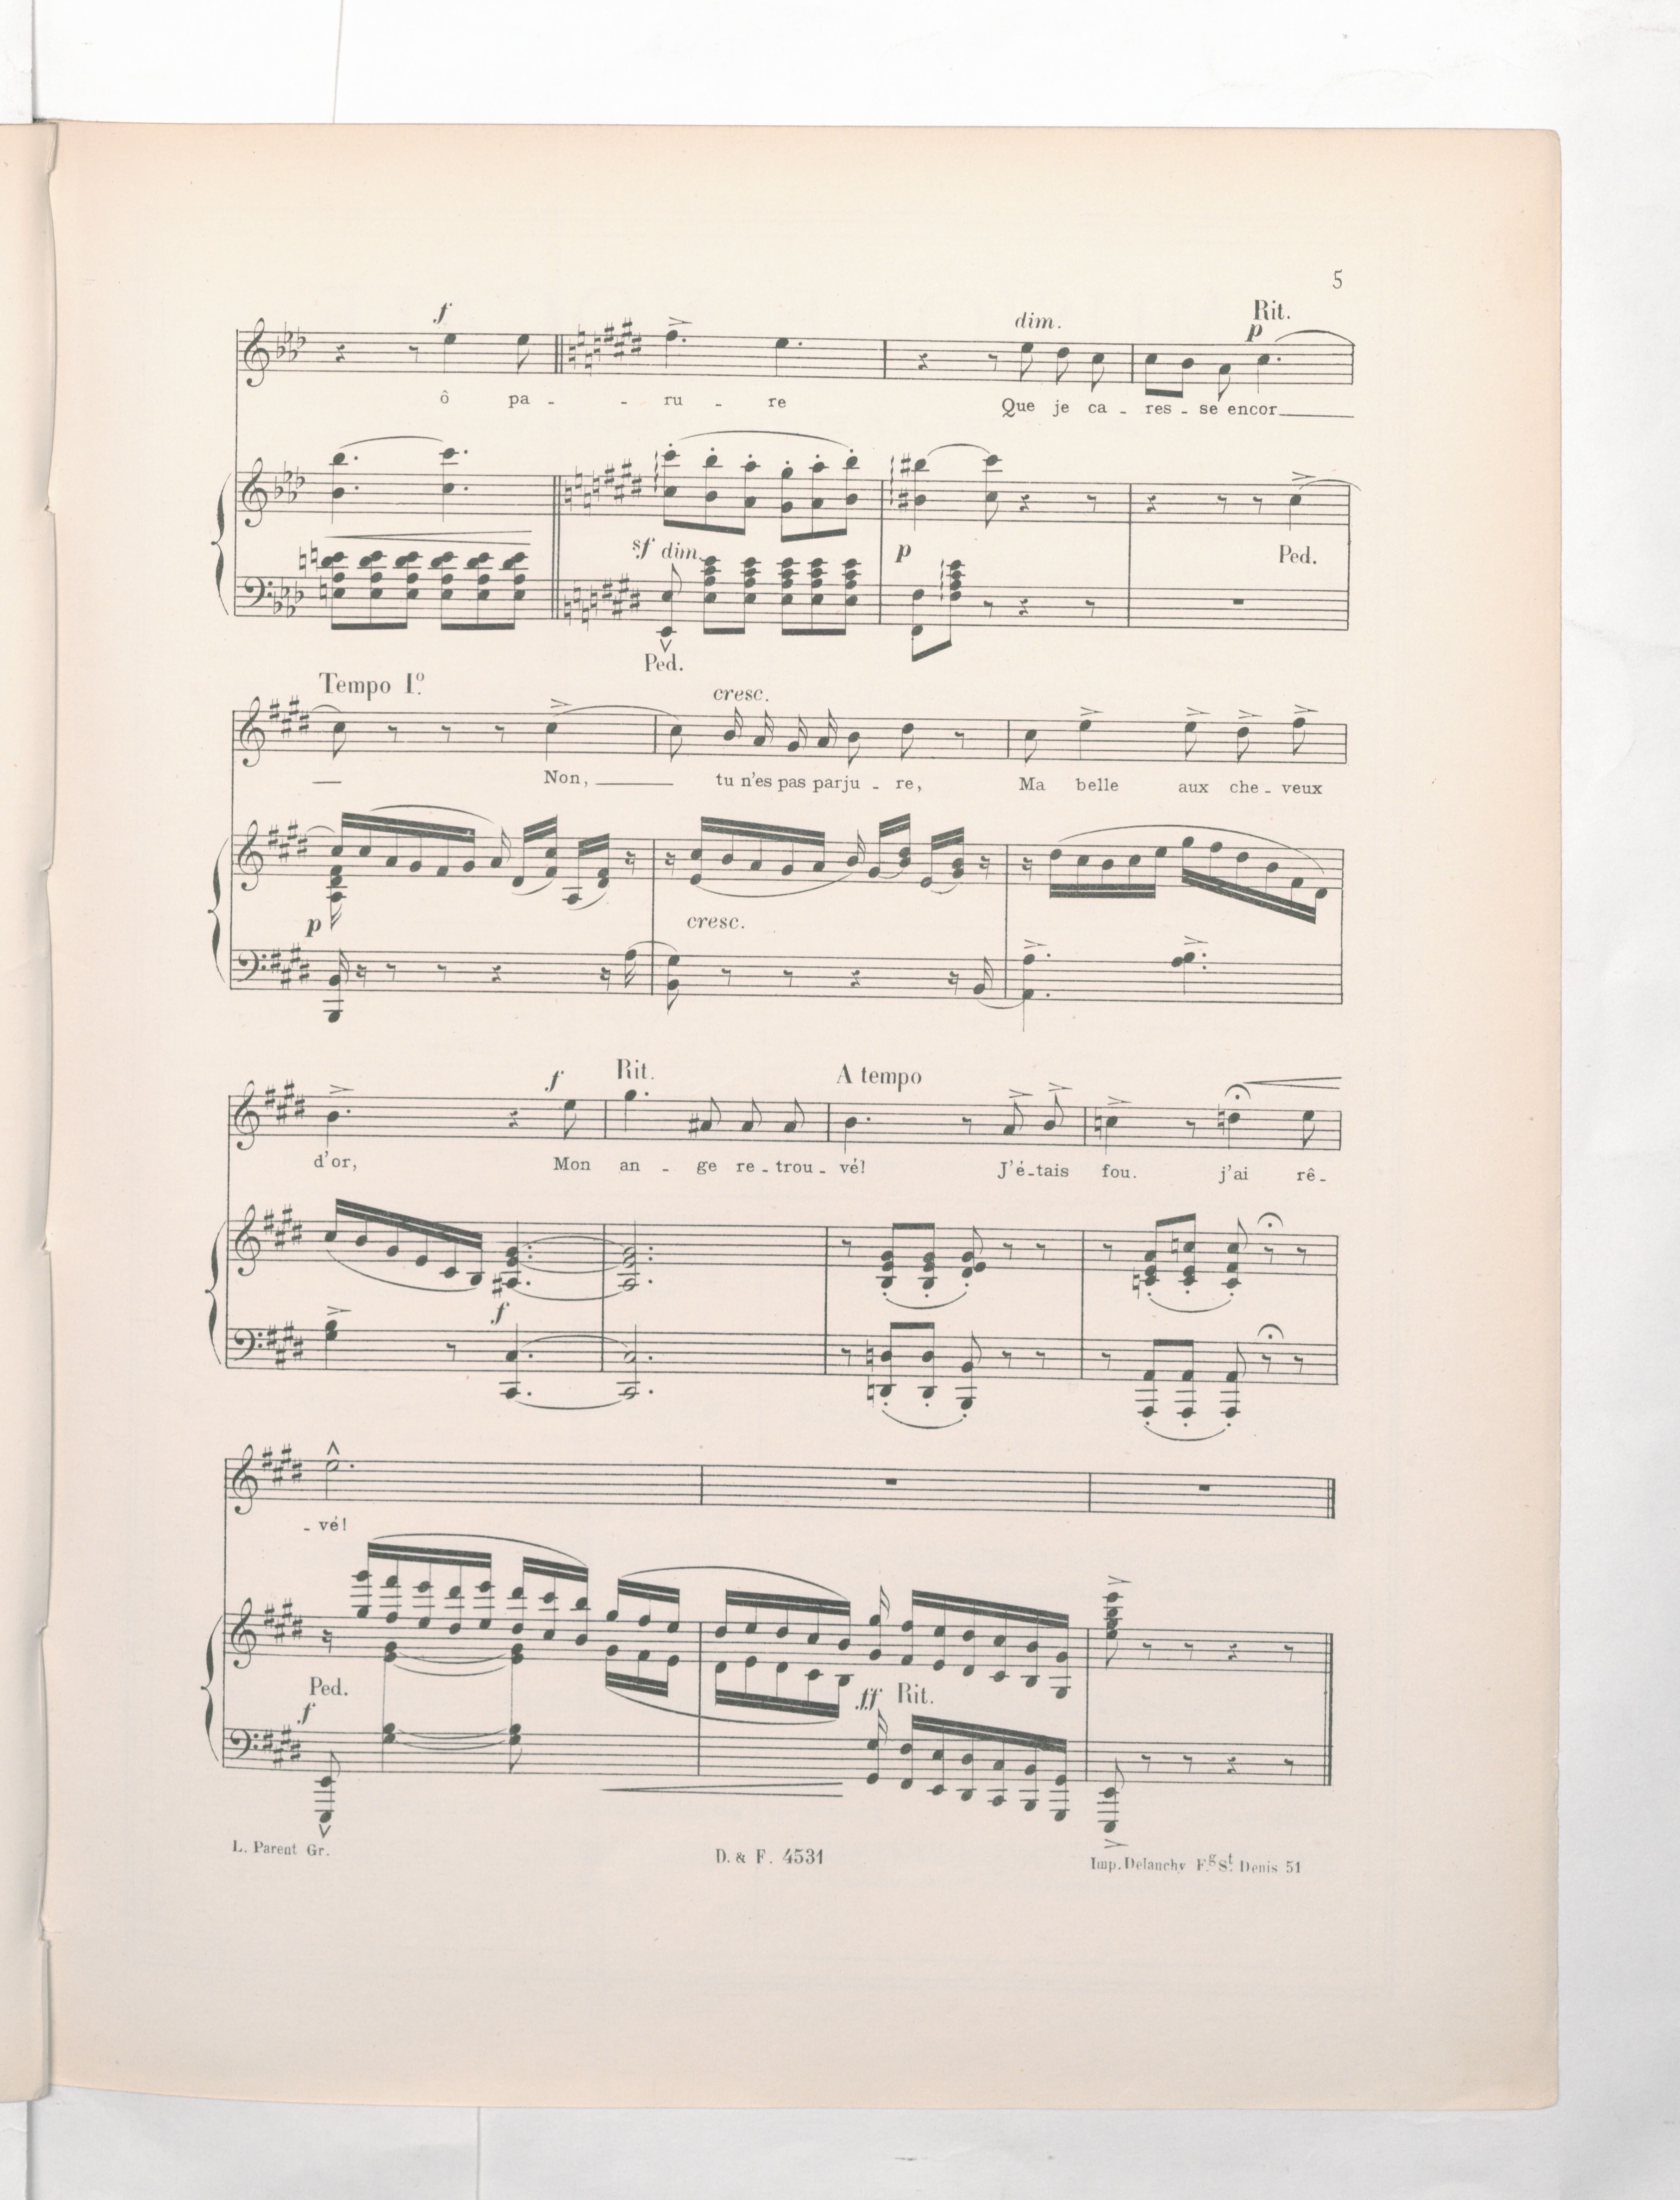 5
f
dim.
Rit.
p
ô pa - - ru - re Que je ca - res - se encor
sf dim.
p
Ped.
Ped.
Tempo Iº.
cresc.
Non, tu n'es pas parju - re, Ma belle aux che - veux
p
cresc.
f
Rit.
A tempo
d'or, Mon an - ge re - trou - vé! J'é - tais fou. j'ai rê -
f
- vé!
Ped.
f
ff Rit.
L. Parent Gr.
D. & F. 4531
Imp. Delanchy F.g St. Denis 51